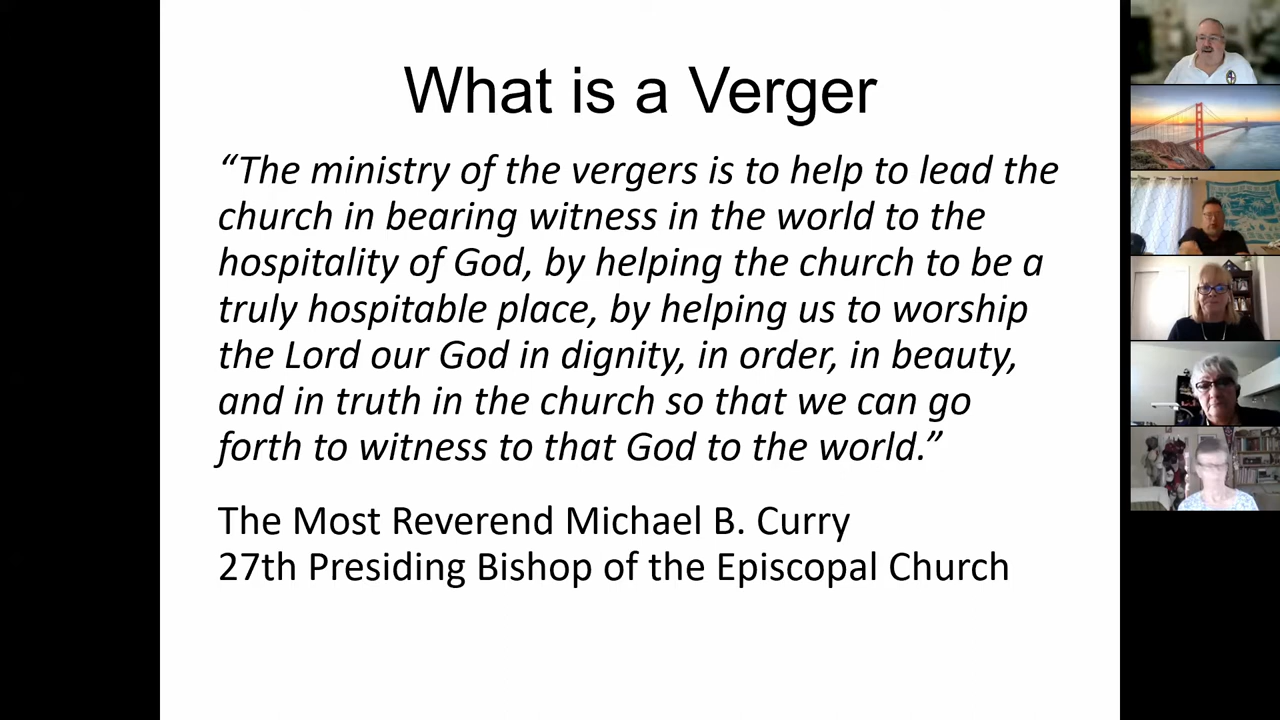 What is a Verger
“The ministry of the vergers is to help to lead the
church in bearing witness in the world to the
hospitality of God, by helping the church to be a
truly hospitable place, by helping us to worship
the Lord our God in dignity, in order, in beauty,
and in truth in the church so that we can go
forth to witness to that God to the world.”
The Most Reverend Michael B. Curry
27th Presiding Bishop of the Episcopal Church